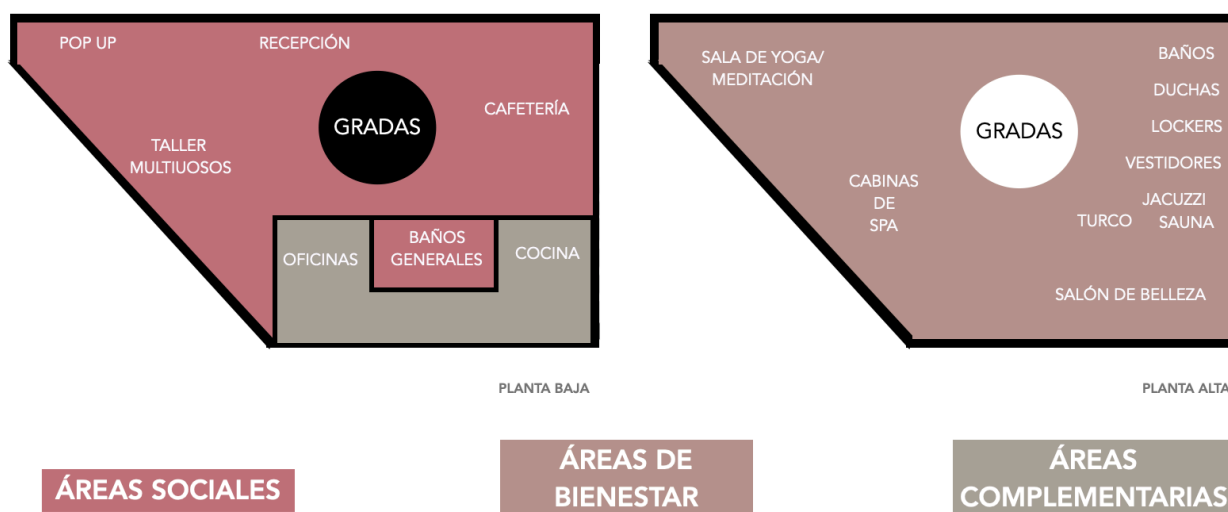 POP UP
RECEPCIÓN
CAFETERÍA
GRADAS
TALLER
MULTIUOSOS
OFICINAS
BAÑOS
GENERALES
COCINA
PLANTA BAJA
SALA DE YOGA/
MEDITACIÓN
GRADAS
BAÑOS
DUCHAS
LOCKERS
VESTIDORES
JACUZZI
TURCO
SAUNA
CABINAS
DE
SPA
SALÓN DE BELLEZA
PLANTA ALTA
ÁREAS SOCIALES
ÁREAS DE
BIENESTAR
ÁREAS
COMPLEMENTARIAS